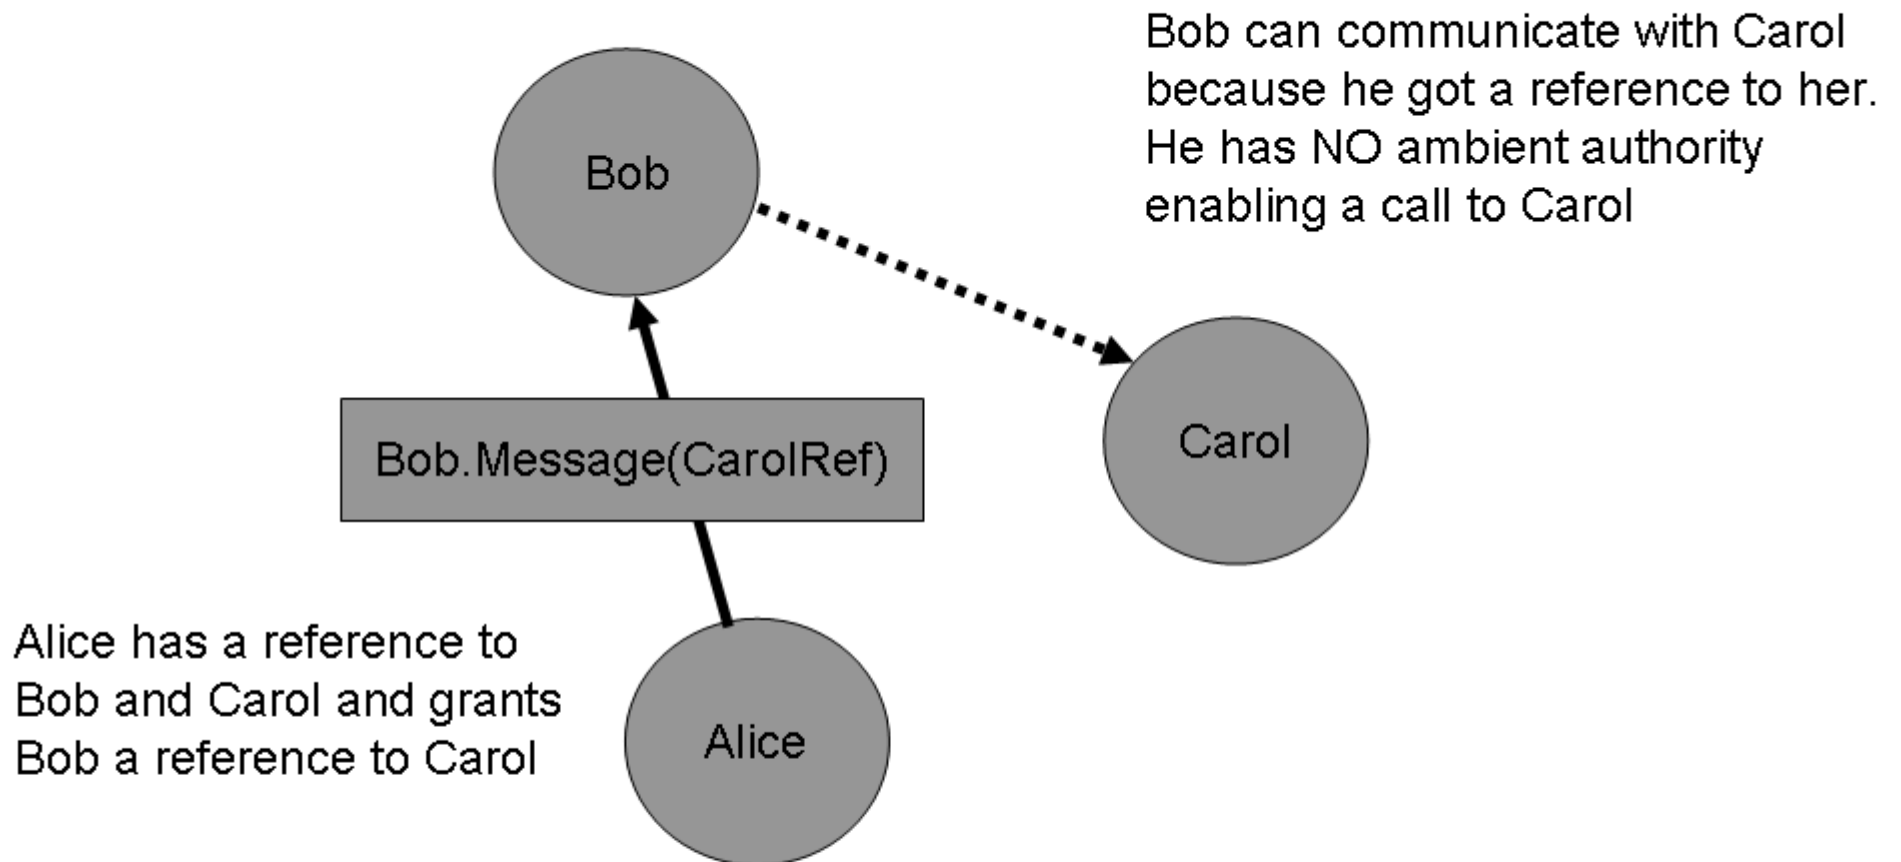 Bob can communicate with Carol
because he got a reference to her.
He has NO ambient authority
enabling a call to Carol
Bob
Carol
Bob.Message(CarolRef)
Alice has a reference to
Bob and Carol and grants
Bob a reference to Carol
Alice